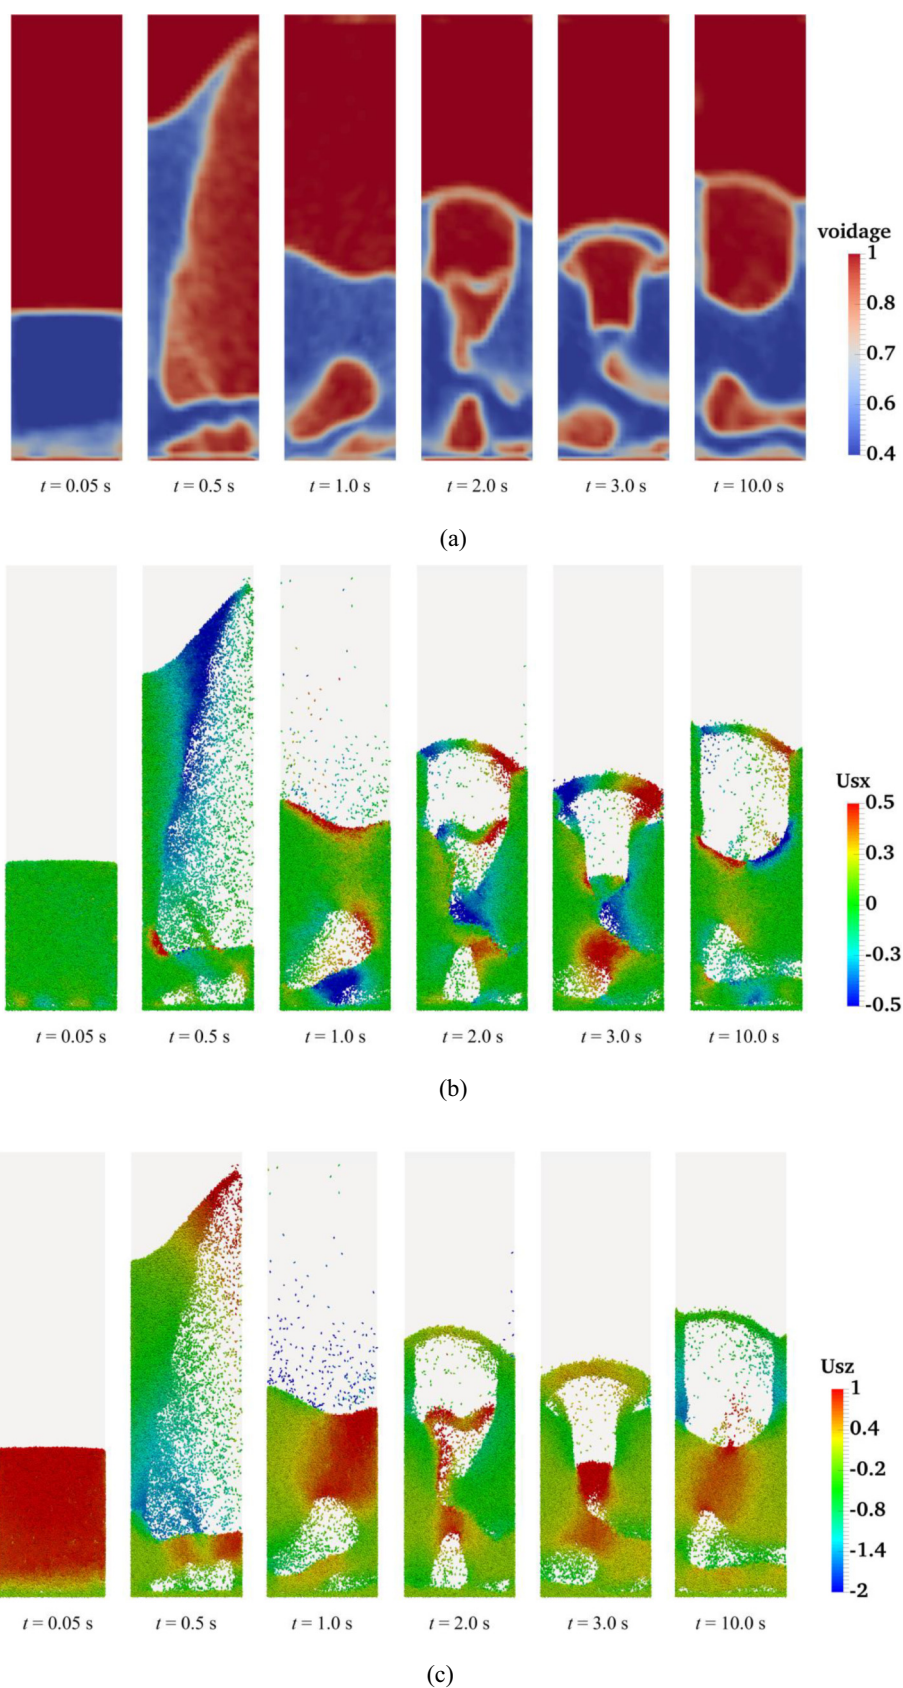 voidage
1
0.8
0.7
0.6
0.4
t = 0.05 s t = 0.5 s t = 1.0 s t = 2.0 s t = 3.0 s t = 10.0 s
(a)
Usx
0.5
0.3
0
-0.3
-0.5
t = 0.05 s t = 0.5 s t = 1.0 s t = 2.0 s t = 3.0 s t = 10.0 s
(b)
Usz
1
0.4
-0.2
-0.8
-1.4
-2
t = 0.05 s t = 0.5 s t = 1.0 s t = 2.0 s t = 3.0 s t = 10.0 s
(c)